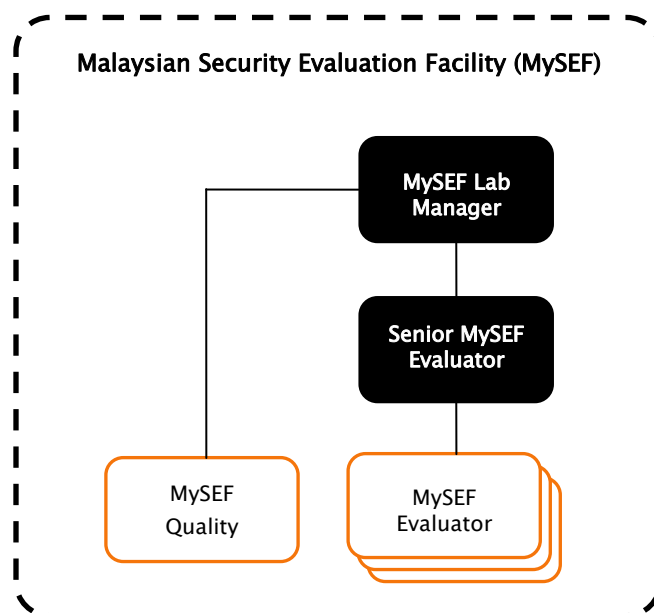 Malaysian Security Evaluation Facility (MySEF)
MySEF Lab
Manager
Senior MySEF
Evaluator
MySEF
Quality
MySEF
Evaluator